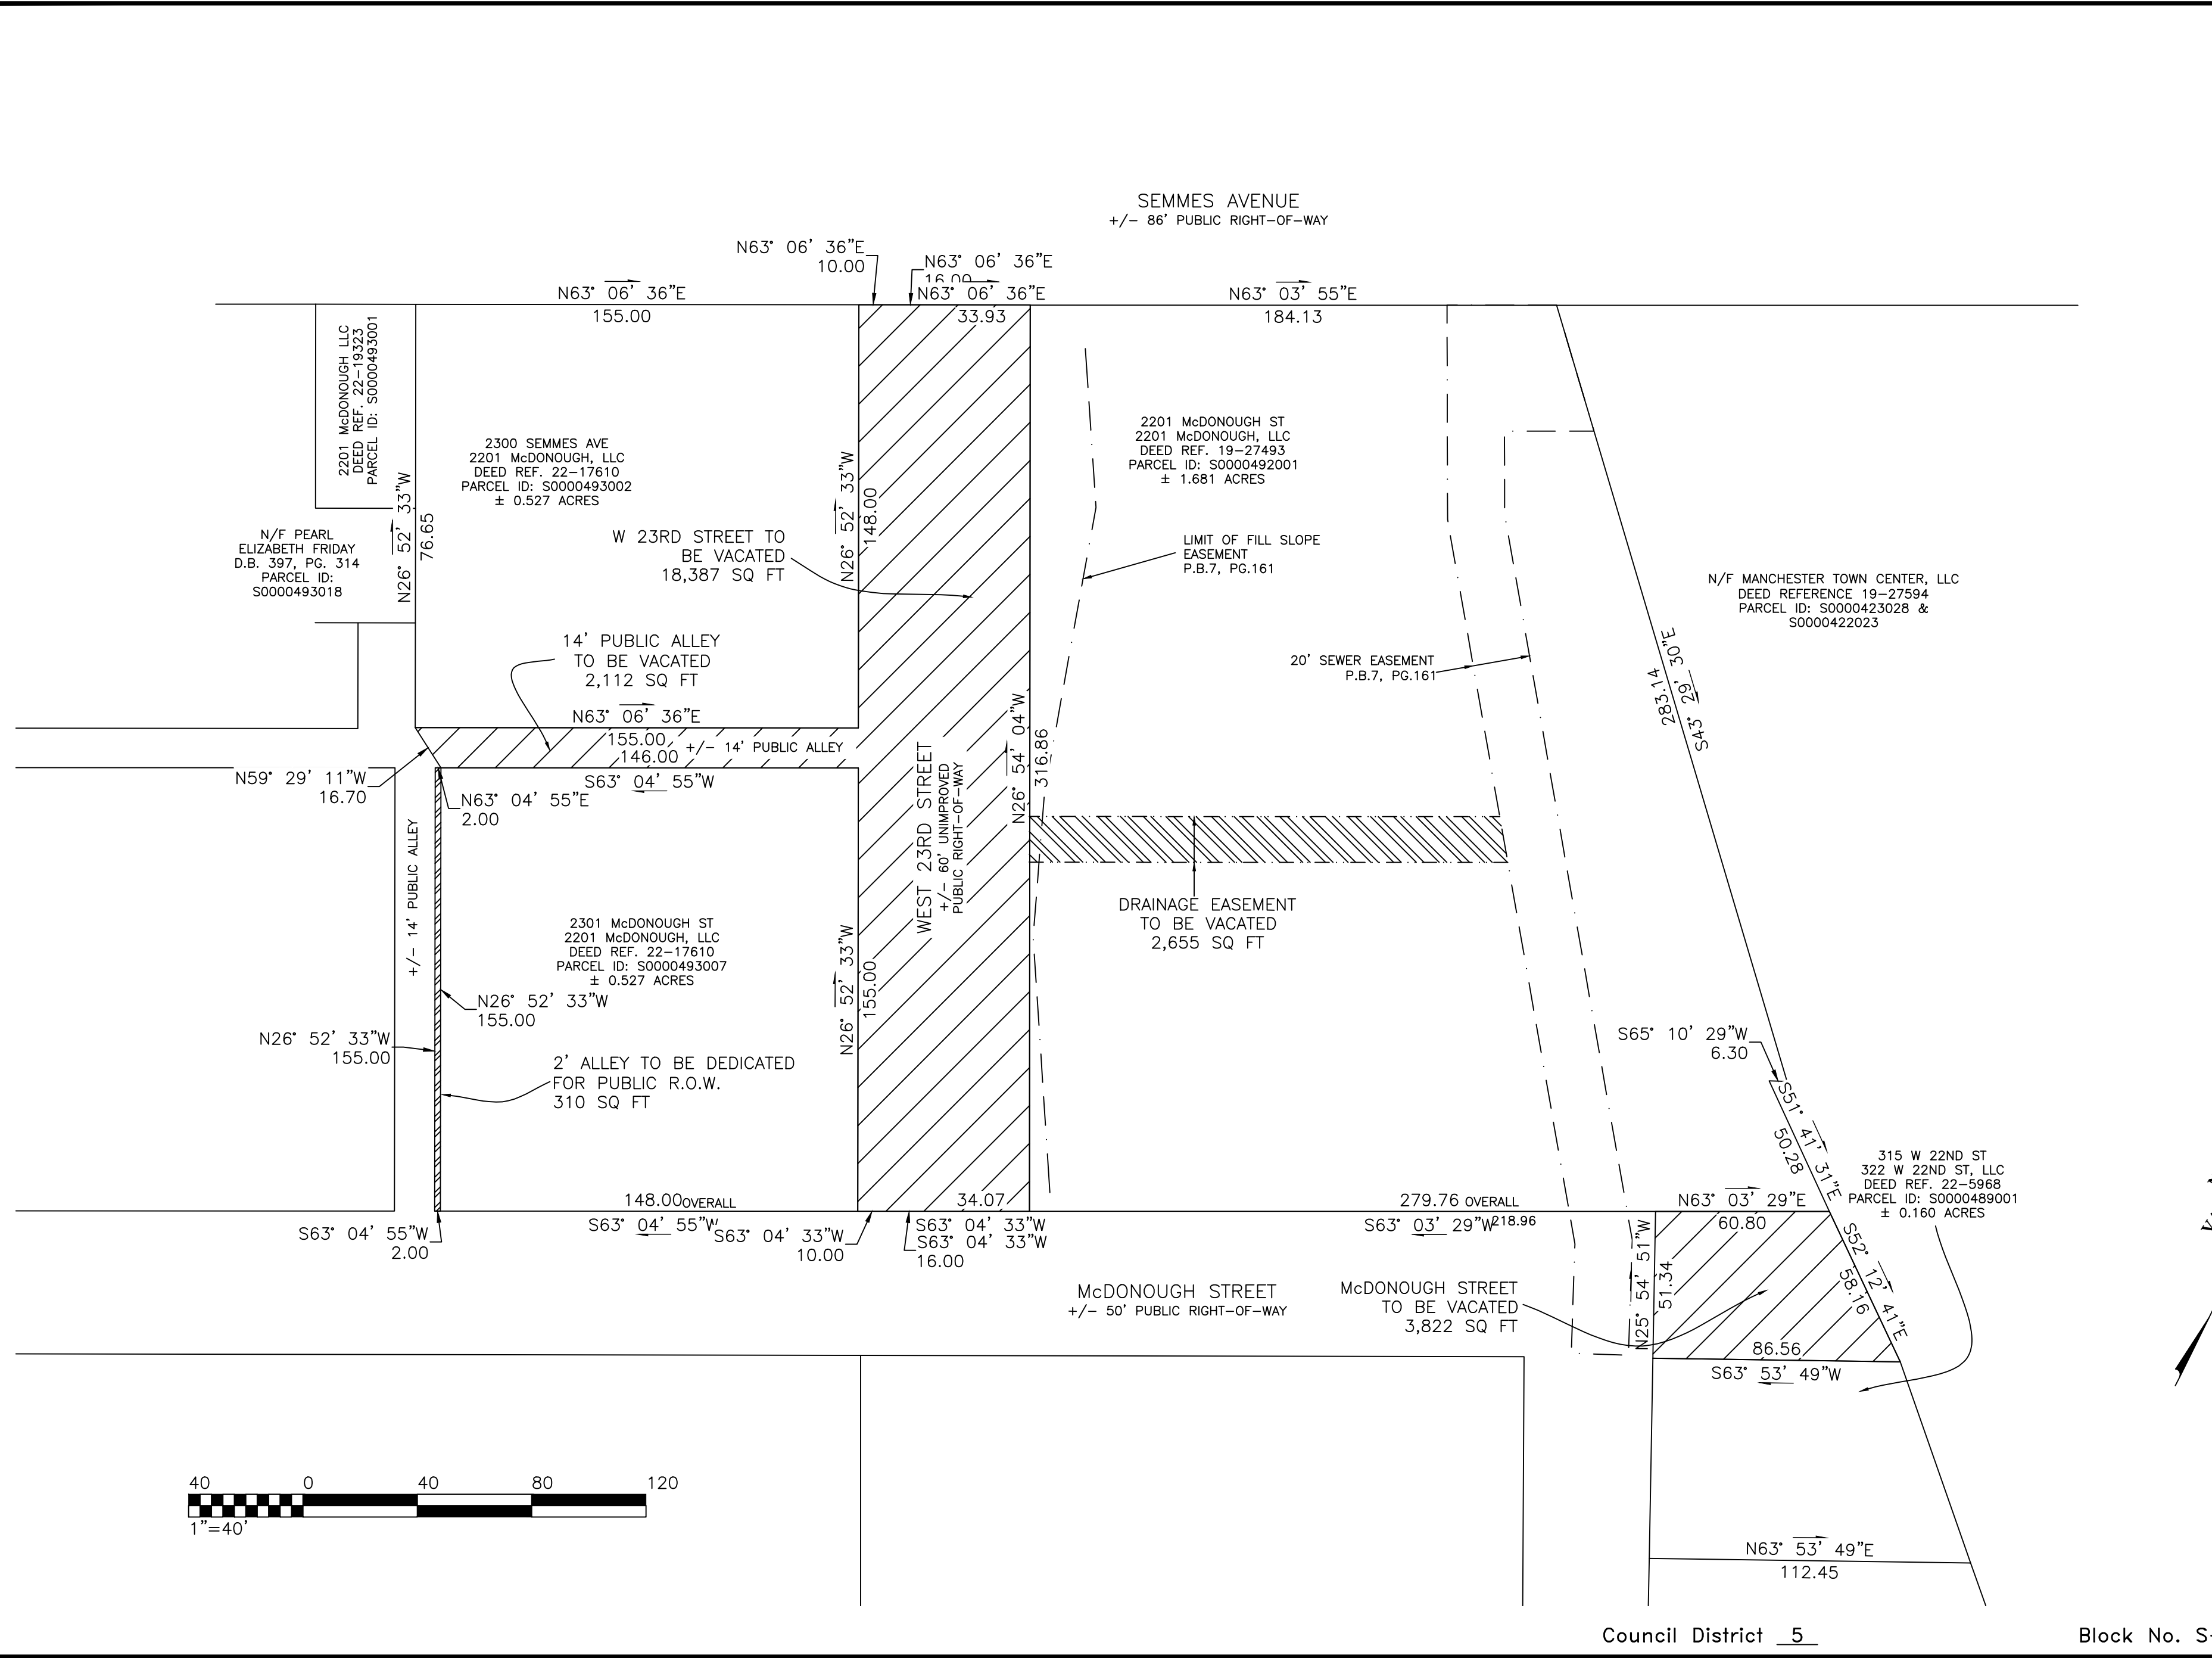 SEMMES AVENUE
+/- 86' PUBLIC RIGHT-OF-WAY
N63° 06' 36"E
10.00
N63° 06' 36"E
16.00
N63° 06' 36"E
155.00
N63° 06' 36"E
33.93
N63° 03' 55"E
184.13
2201 McDONOUGH LLC
DEED REF. 22-19323
PARCEL ID: S0000493001
N26° 52' 33"W
76.65
2300 SEMMES AVE
2201 McDONOUGH, LLC
DEED REF. 22-17610
PARCEL ID: S0000493002
± 0.527 ACRES
N26° 52' 33"W
148.00
2201 McDONOUGH ST
2201 McDONOUGH, LLC
DEED REF. 19-27493
PARCEL ID: S0000492001
± 1.681 ACRES
N/F PEARL
ELIZABETH FRIDAY
D.B. 397, PG. 314
PARCEL ID:
S0000493018
W 23RD STREET TO
BE VACATED
18,387 SQ FT
LIMIT OF FILL SLOPE
EASEMENT
P.B.7, PG.161
N/F MANCHESTER TOWN CENTER, LLC
DEED REFERENCE 19-27594
PARCEL ID: S0000423028 &
S0000422023
14' PUBLIC ALLEY
TO BE VACATED
2,112 SQ FT
20' SEWER EASEMENT
P.B.7, PG.161
283.14
S43° 29' 30"E
N63° 06' 36"E
155.00
+/- 14' PUBLIC ALLEY
146.00
S63° 04' 55"W
N59° 29' 11"W
16.70
N63° 04' 55"E
2.00
WEST 23RD STREET
+/- 60' UNIMPROVED
PUBLIC RIGHT-OF-WAY
N26° 54' 04"W
316.86
+/- 14' PUBLIC ALLEY
DRAINAGE EASEMENT
TO BE VACATED
2,655 SQ FT
2301 McDONOUGH ST
2201 McDONOUGH, LLC
DEED REF. 22-17610
PARCEL ID: S0000493007
± 0.527 ACRES
N26° 52' 33"W
155.00
N26° 52' 33"W
155.00
N26° 52' 33"W
155.00
2' ALLEY TO BE DEDICATED
FOR PUBLIC R.O.W.
310 SQ FT
S65° 10' 29"W
6.30
S51° 41' 31"E
50.28
315 W 22ND ST
322 W 22ND ST, LLC
DEED REF. 22-5968
PARCEL ID: S0000489001
± 0.160 ACRES
148.00 OVERALL
34.07
279.76 OVERALL
N63° 03' 29"E
60.80
S63° 04' 55"W
2.00
S63° 04' 55"W
S63° 04' 33"W
10.00
S63° 04' 33"W
S63° 04' 33"W
16.00
S63° 03' 29"W
218.96
N25° 54' 51"W
51.34
S52° 12' 41"E
58.16
McDONOUGH STREET
+/- 50' PUBLIC RIGHT-OF-WAY
McDONOUGH STREET
TO BE VACATED
3,822 SQ FT
86.56
S63° 53' 49"W
40 0 40 80 120
1"=40'
N63° 53' 49"E
112.45
Council District 5
Block No. S-